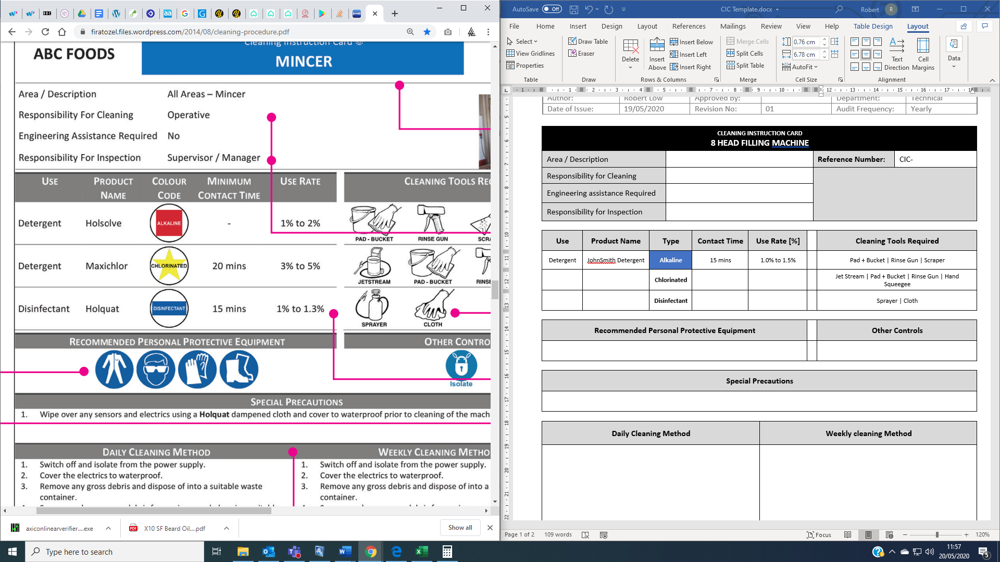 firatozel.files.wordpress.com/2014/08/cleaning-procedure.pdf
ABC FOODS
Cleaning Instruction Card ©
MINCER
Area / Description All Areas – Mincer
Responsibility For Cleaning Operative
Engineering Assistance Required No
Responsibility For Inspection Supervisor / Manager
USE PRODUCT NAME COLOUR CODE MINIMUM CONTACT TIME USE RATE
CLEANING TOOLS REC
Detergent Holsolve ALKALINE - 1% to 2%
PAD - BUCKET RINSE GUN SCRA
Detergent Maxichlor CHLORINATED 20 mins 3% to 5%
JETSTREAM PAD - BUCKET RINSE
Disinfectant Holquat DISINFECTANT 15 mins 1% to 1.3%
SPRAYER CLOTH
RECOMMENDED PERSONAL PROTECTIVE EQUIPMENT OTHER CONTRO
Isolate
SPECIAL PRECAUTIONS
1. Wipe over any sensors and electrics using a Holquat dampened cloth and cover to waterproof prior to cleaning of the mach
DAILY CLEANING METHOD WEEKLY CLEANING METHO
1. Switch off and isolate from the power supply.
2. Cover the electrics to waterproof.
3. Remove any gross debris and dispose of into a suitable waste
container.
1. Switch off and isolate from the power supply.
2. Cover the electrics to waterproof.
3. Remove any gross debris and dispose of into a
container.
axiconlinearverifier....exe
X10 SF Beard Oil....pdf
Show all
AutoSave Off
CIC Template.docx
Robert R
File Home Insert Design Layout References Mailings Review View Help Table Design Layout
Select
View Gridlines
Properties
Table
Draw Table
Eraser
Draw
Delete
Insert Above
Insert Below
Insert Left
Insert Right
Rows & Columns
Merge Cells
Split Cells
Split Table
Merge
0.76 cm
6.78 cm
AutoFit
Cell Size
Text Direction
Cell Margins
Alignment
Data
Author: Robert Low Approved By: Department: Technical
Date of Issue: 19/05/2020 Revision No: 01 Audit Frequency: Yearly
CLEANING INSTRUCTION CARD
8 HEAD FILLING MACHINE
Area / Description Reference Number: CIC-
Responsibility for Cleaning
Engineering assistance Required
Responsibility for Inspection
Use Product Name Type Contact Time Use Rate [%] Cleaning Tools Required
Detergent JohnSmith Detergent Alkaline 15 mins 1.0% to 1.5% Pad + Bucket | Rinse Gun | Scraper
Chlorinated Jet Stream | Pad + Bucket | Rinse Gun | Hand
Squeegee
Disinfectant Sprayer | Cloth
Recommended Personal Protective Equipment Other Controls
Special Precautions
Daily Cleaning Method Weekly cleaning Method
Page 1 of 2 109 words
Focus
120%
Type here to search
11:57
20/05/2020
5